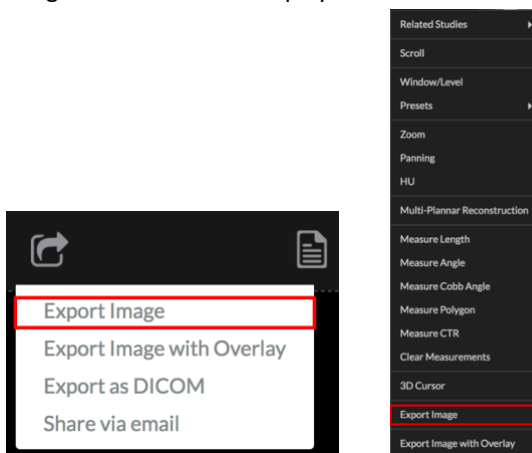 Export Image
Export Image with Overlay
Export as DICOM
Share via email
Related Studies
Scroll
Window/Level
Presets
Zoom
Panning
HU
Multi-Plannar Reconstruction
Measure Length
Measure Angle
Measure Cobb Angle
Measure Polygon
Measure CTR
Clear Measurements
3D Cursor
Export Image
Export Image with Overlay